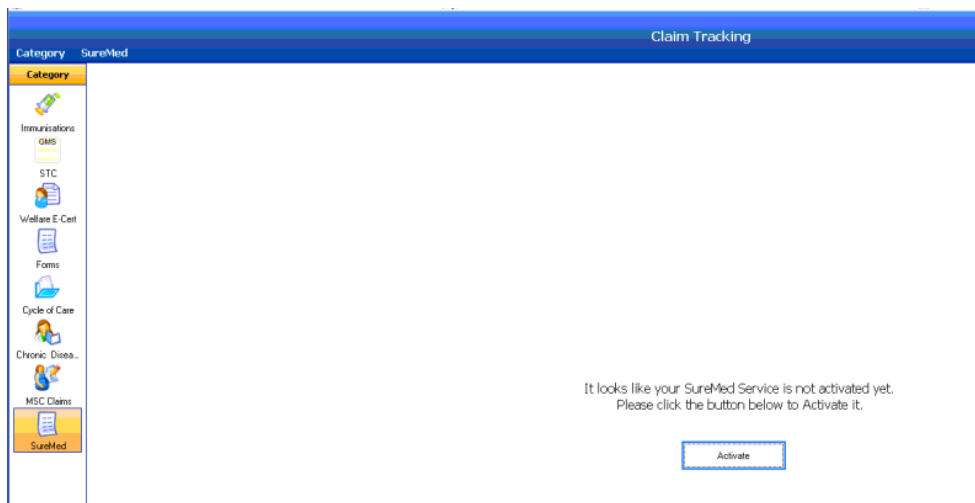 Claim Tracking
Category SureMed
Category
Immunisations
GMS
STC
Welfare E-Cert
Forms
Cycle of Care
Chronic Disea...
MSC Claims
SureMed
It looks like your SureMed Service is not activated yet.
Please click the button below to Activate it.
Activate